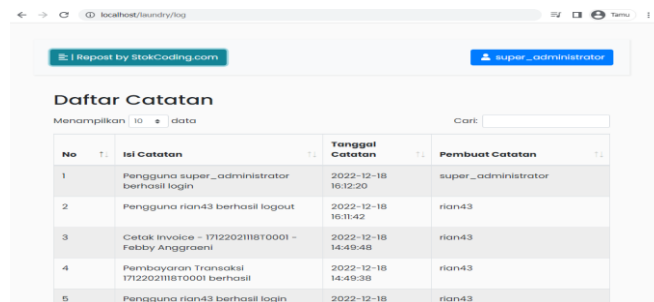 localhost/laundry/log
Tamu
| Repost by StokCoding.com
super_administrator
Daftar Catatan
Menampilkan 10 data
Cari:
No
Isi Catatan
Tanggal Catatan
Pembuat Catatan
1
Pengguna super_administrator
berhasil login
2022-12-18
16:12:20
super_administrator
2
Pengguna rian43 berhasil logout
2022-12-18
16:11:42
rian43
3
Cetak Invoice - 17122021118T0001 -
Febby Anggraeni
2022-12-18
14:49:48
rian43
4
Pembayaran Transaksi
17122021118T0001 berhasil
2022-12-18
14:49:38
rian43
5
Pengguna rian43 berhasil login
2022-12-18
rian43